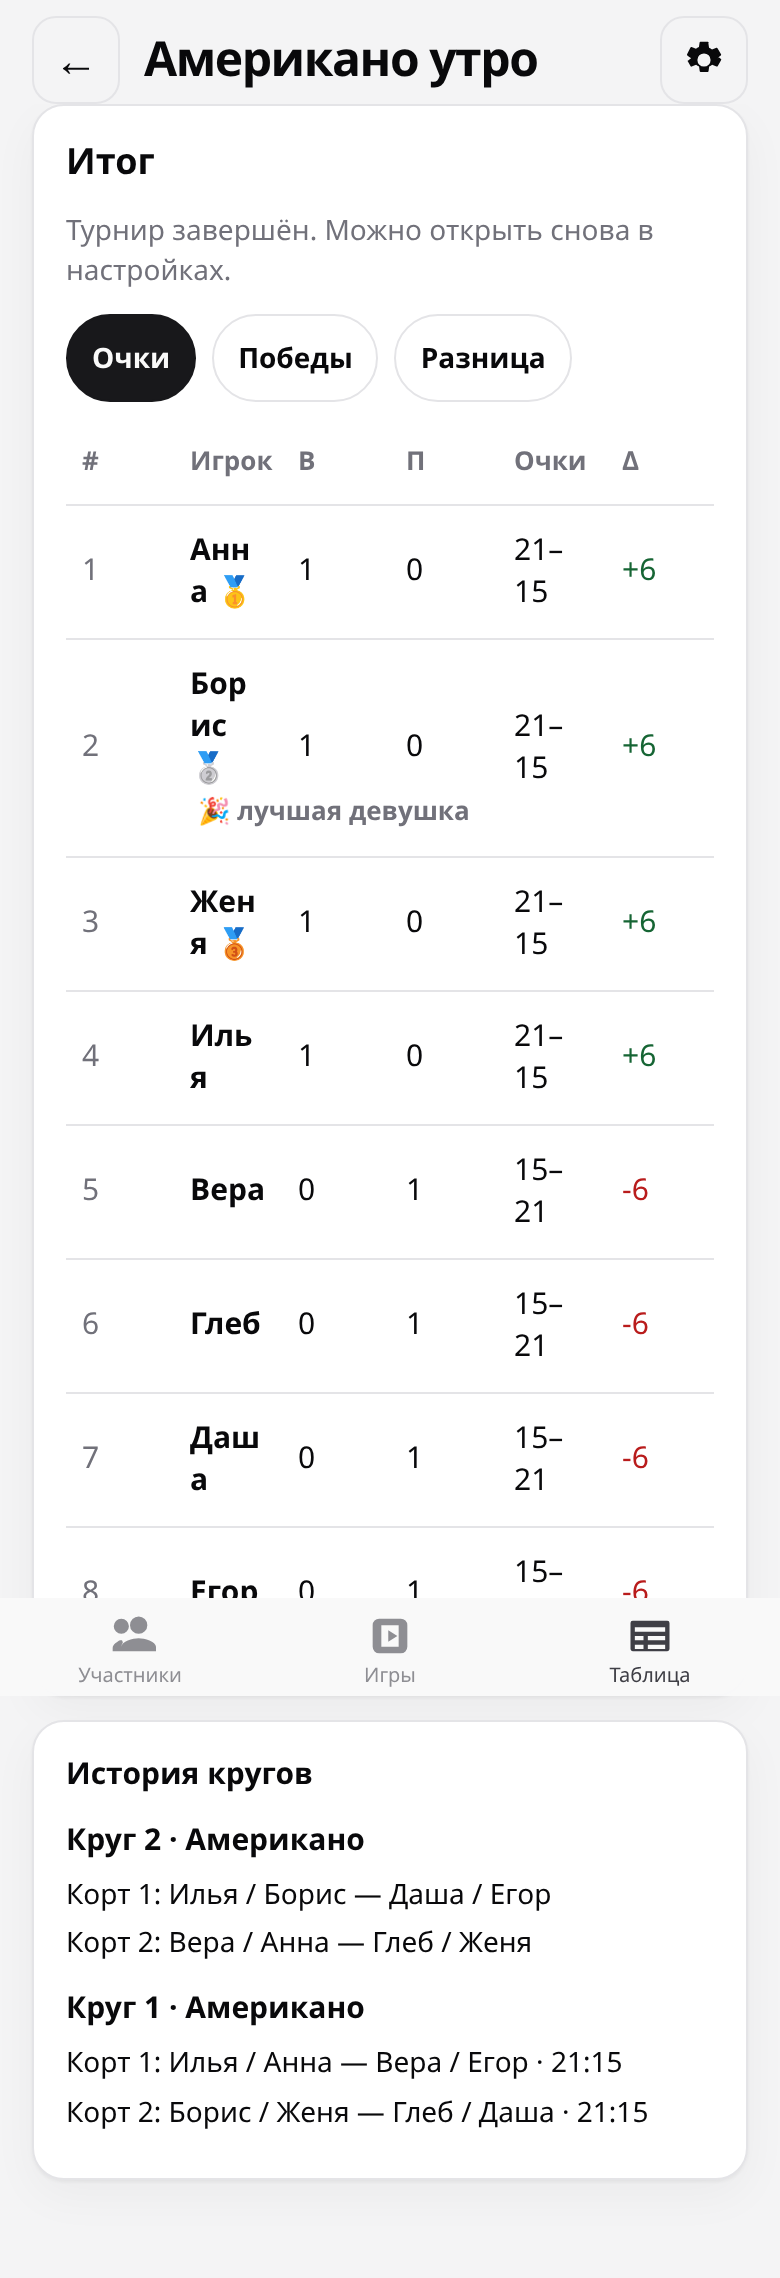 ← Американо утро
Итог
Турнир завершён. Можно открыть снова в
настройках.
Очки Победы Разница
# Игрок В П Очки Δ
1 Анн
а 🥇 1 0 21–
15 +6
2 Бор
ис
🥈 1 0 21–
15 +6
🎉 лучшая девушка
3 Жен
я 🥉 1 0 21–
15 +6
4 Иль
я 1 0 21–
15 +6
5 Вера 0 1 15–
21 -6
6 Глеб 0 1 15–
21 -6
7 Даш
а 0 1 15–
21 -6
8 Егор 0 1 15– -6
Участники Игры Таблица
История кругов
Круг 2 · Американо
Корт 1: Илья / Борис — Даша / Егор
Корт 2: Вера / Анна — Глеб / Женя
Круг 1 · Американо
Корт 1: Илья / Анна — Вера / Егор · 21:15
Корт 2: Борис / Женя — Глеб / Даша · 21:15